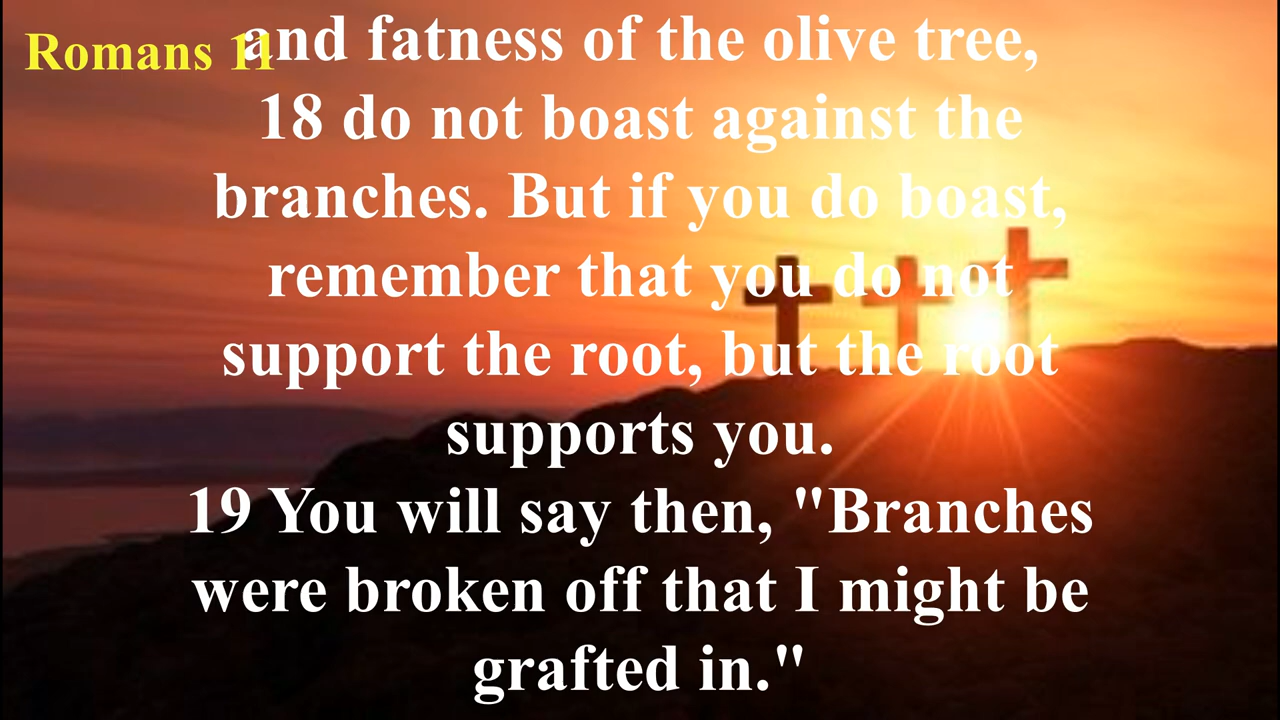 Romans 11
and fatness of the olive tree,
18 do not boast against the
branches. But if you do boast,
remember that you do not
support the root, but the root
supports you.
19 You will say then, "Branches
were broken off that I might be
grafted in."